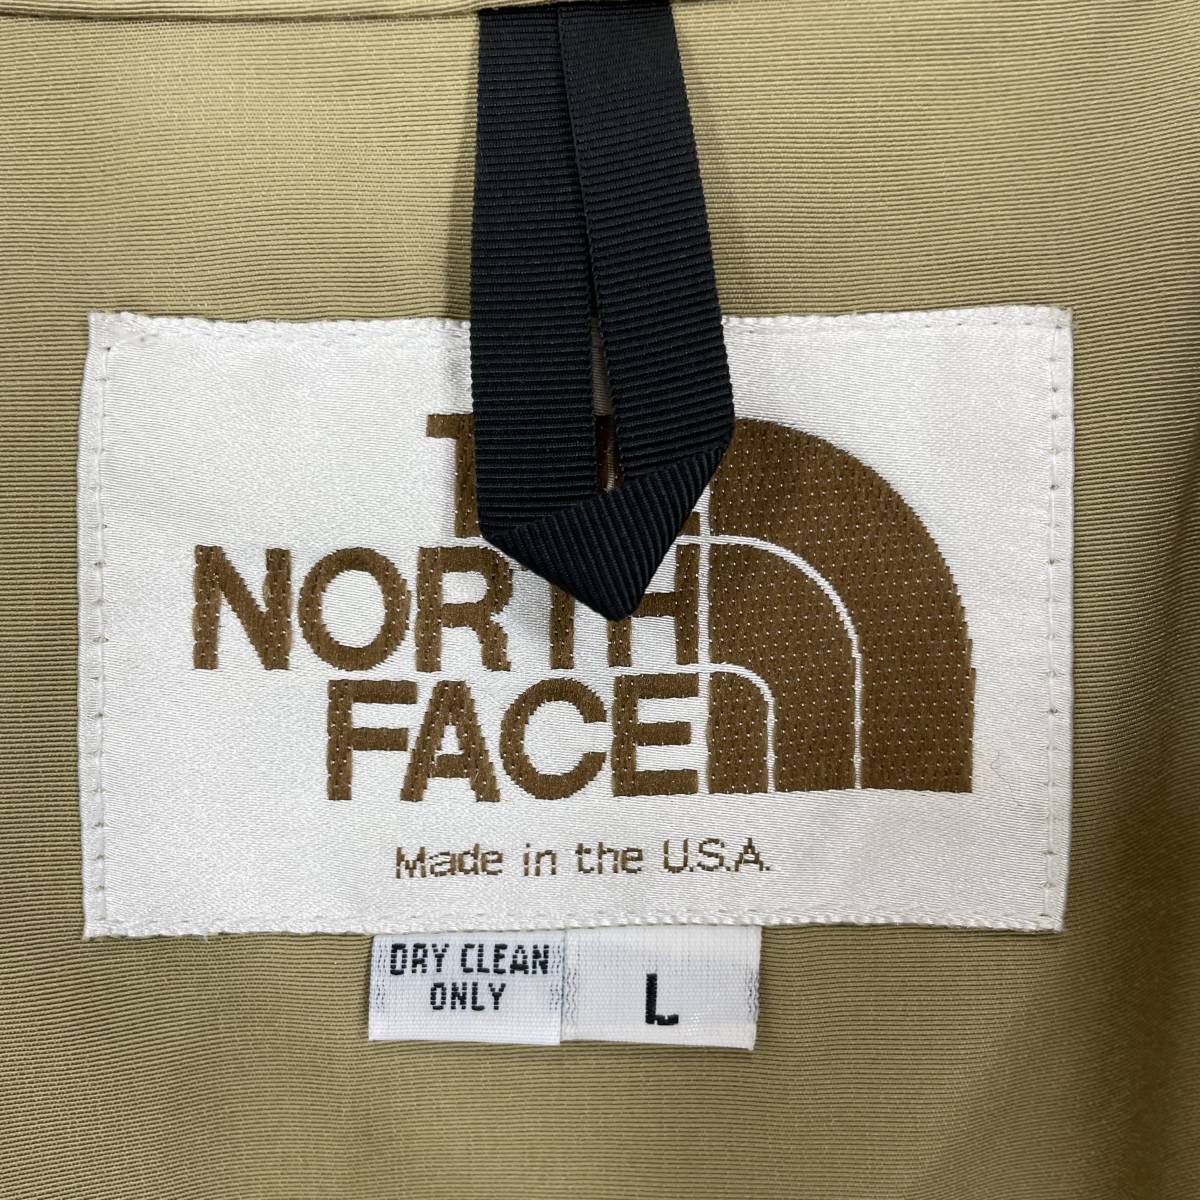 NORTH
FACE
Made in the U.S.A.
DRY CLEAN
ONLY
L